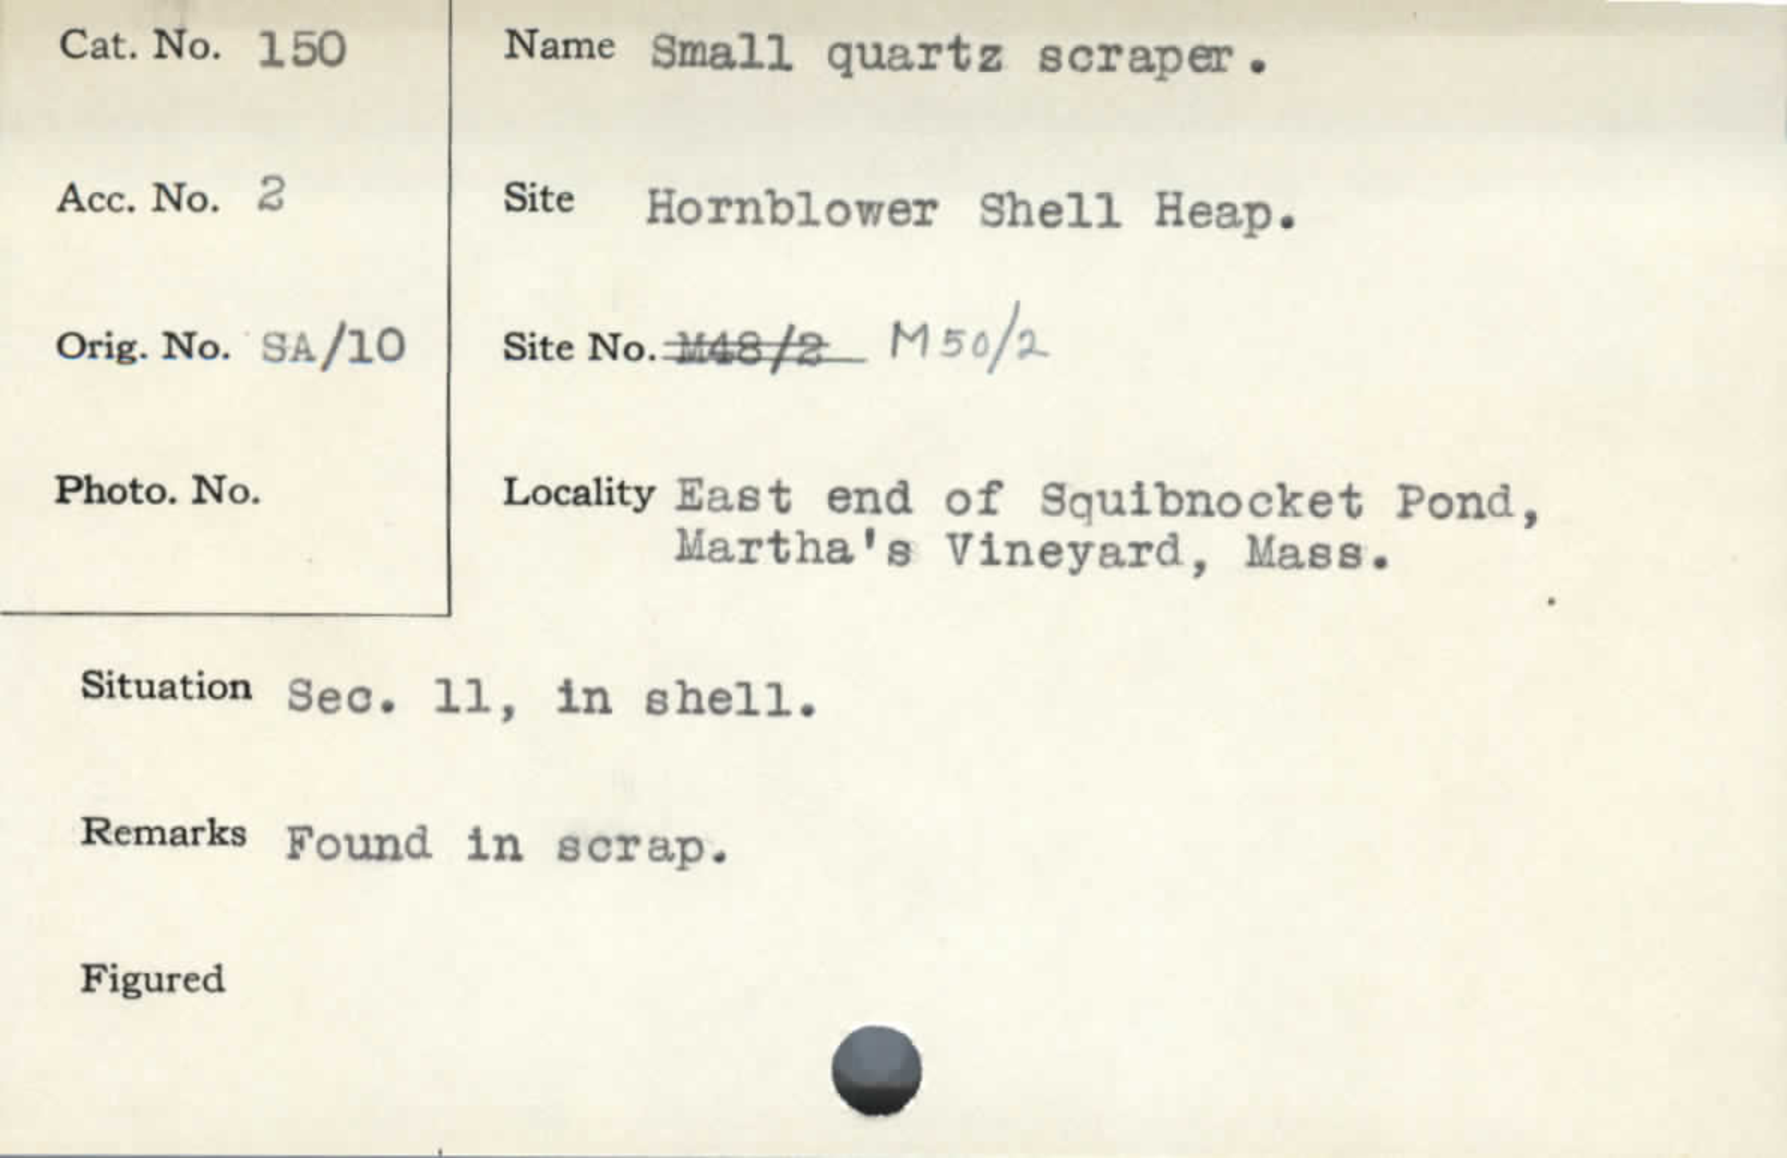 Cat. No. 150
Name Small quartz scraper.
Acc. No. 2
Site Hornblower Shell Heap.
Orig. No. SA/10
Site No. M48/2 M50/2
Photo. No.
Locality East end of Squibnocket Pond,
Martha's Vineyard, Mass.
Situation Sec. 11, in shell.
Remarks Found in scrap.
Figured